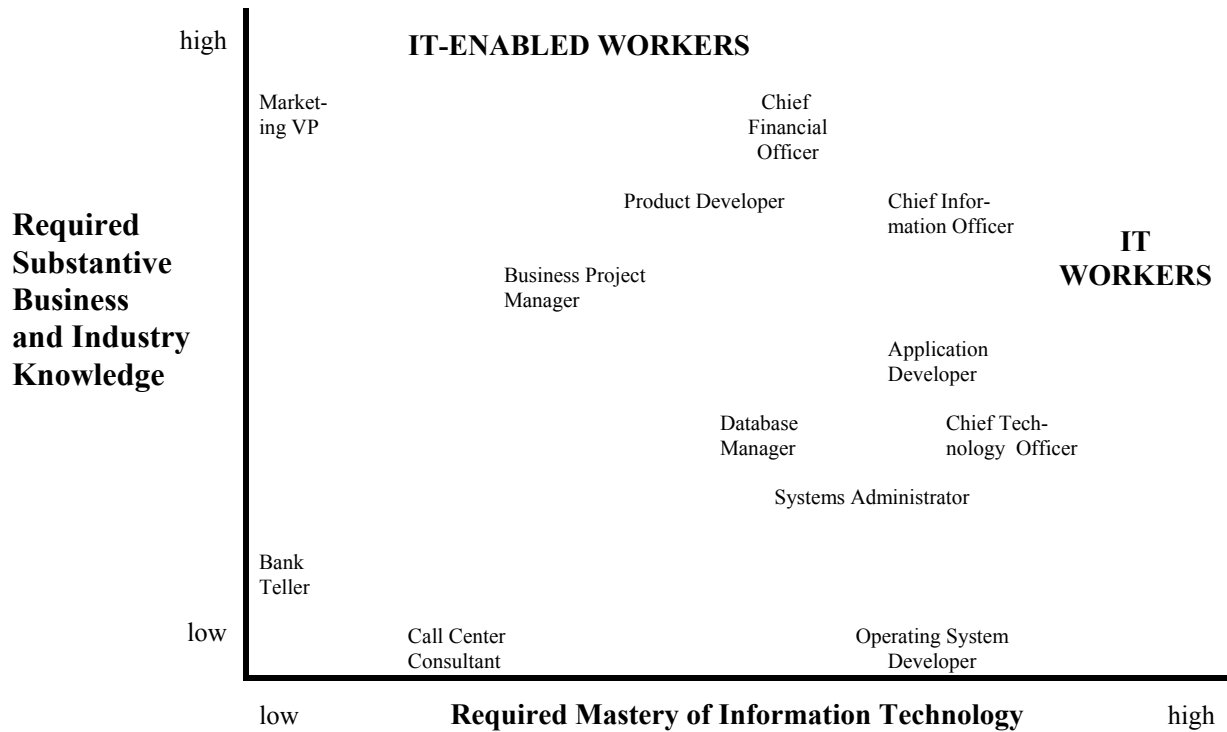 high
IT-ENABLED WORKERS
Market-
ing VP
Chief
Financial
Officer
Product Developer
Chief Infor-
mation Officer
Required
Substantive
Business
and Industry
Knowledge
IT
WORKERS
Business Project
Manager
Application
Developer
Database
Manager
Chief Tech-
nology Officer
Systems Administrator
Bank
Teller
low
Call Center
Consultant
Operating System
Developer
low
Required Mastery of Information Technology
high